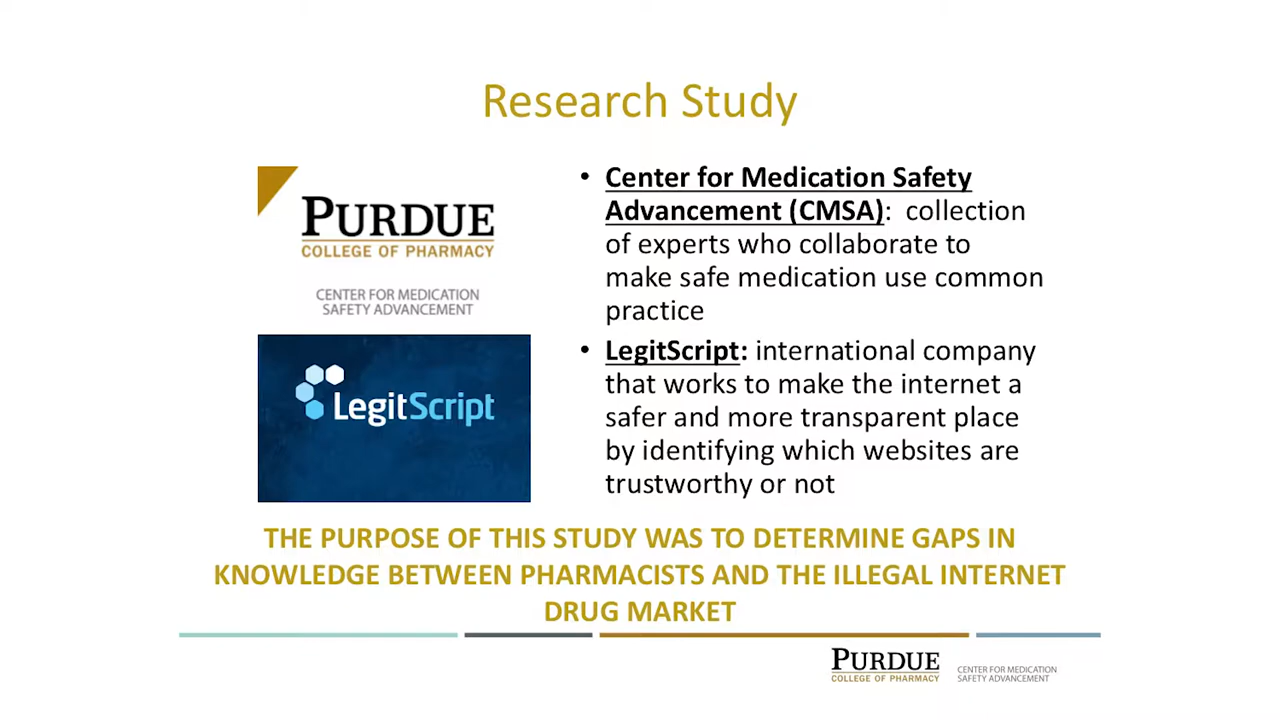 Research Study
PURDUE
COLLEGE OF PHARMACY
CENTER FOR MEDICATION
SAFETY ADVANCEMENT
LegitScript
• Center for Medication Safety
Advancement (CMSA): collection
of experts who collaborate to
make safe medication use common
practice
• LegitScript: international company
that works to make the internet a
safer and more transparent place
by identifying which websites are
trustworthy or not
THE PURPOSE OF THIS STUDY WAS TO DETERMINE GAPS IN
KNOWLEDGE BETWEEN PHARMACISTS AND THE ILLEGAL INTERNET
DRUG MARKET
PURDUE
COLLEGE OF PHARMACY
CENTER FOR MEDICATION
SAFETY ADVANCEMENT